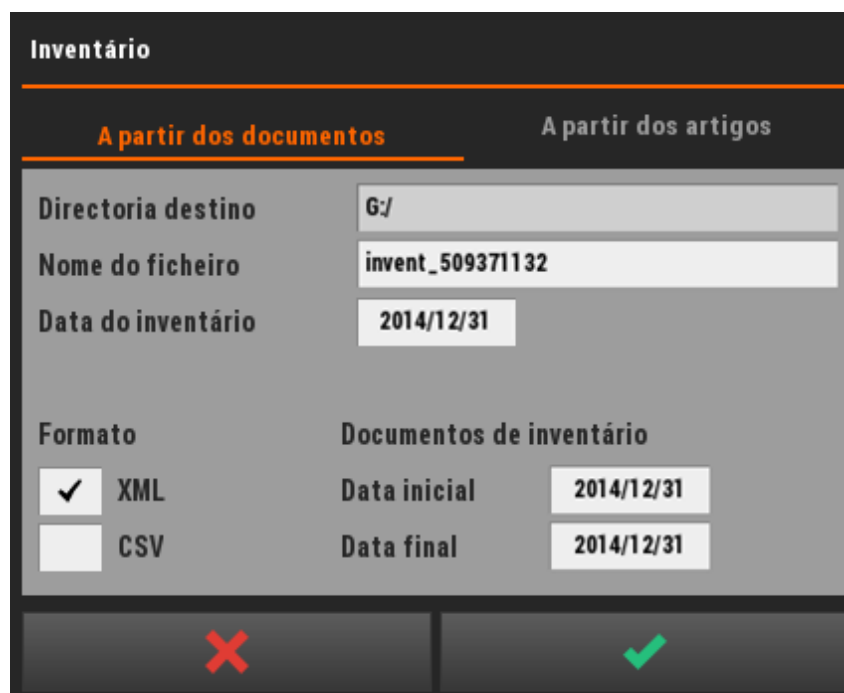 Inventário
A partir dos documentos A partir dos artigos
Directoria destino G:/
Nome do ficheiro invent_509371132
Data do inventário 2014/12/31
Formato Documentos de inventário
XML Data inicial 2014/12/31
CSV Data final 2014/12/31